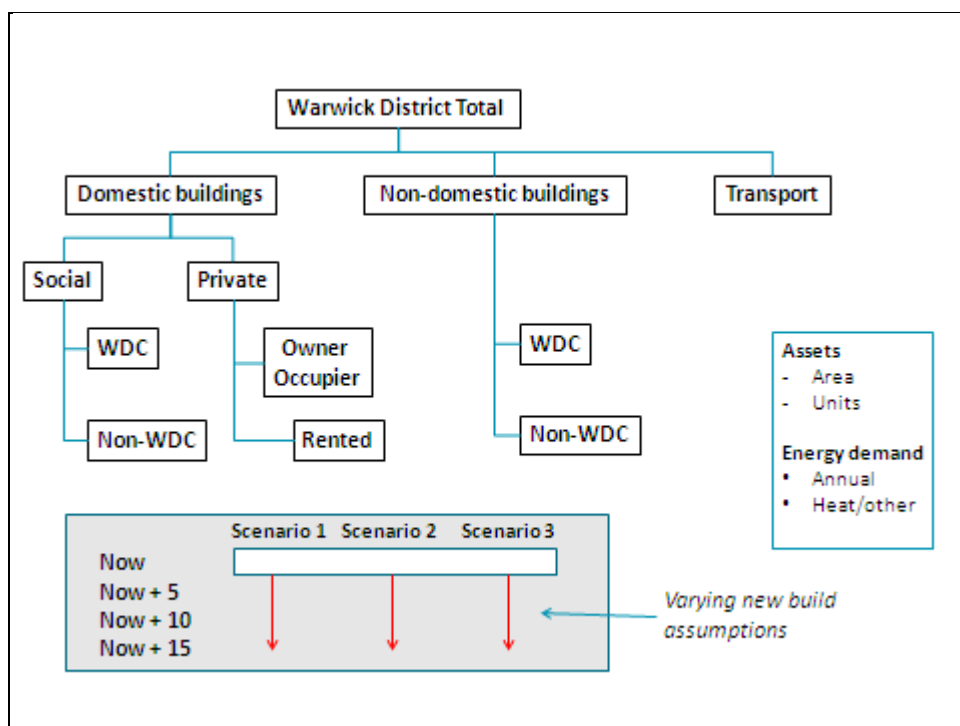 Warwick District Total
Domestic buildings
Non-domestic buildings
Transport
Social
Private
WDC
Owner
Occupier
Non-WDC
Rented
WDC
Non-WDC
Assets
- Area
- Units
Energy demand
• Annual
• Heat/other
Scenario 1 Scenario 2 Scenario 3
Now
Now + 5
Now + 10
Now + 15
Varying new build
assumptions